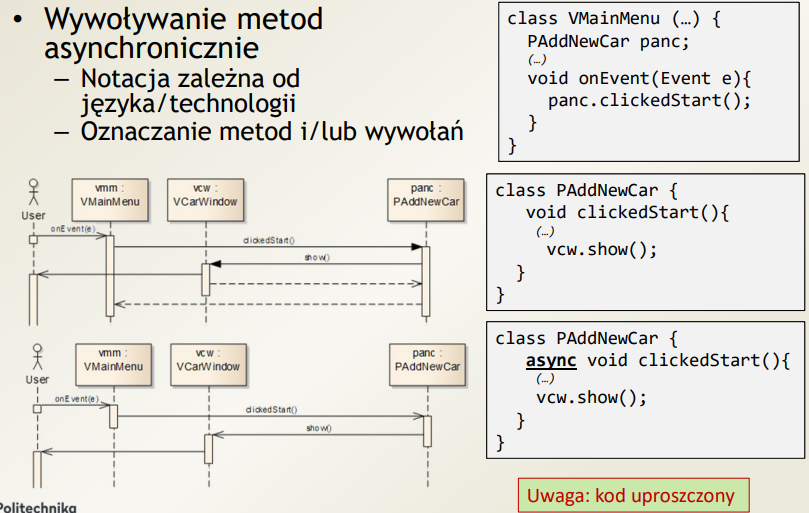 • Wywoływanie metod
asynchronicznie
– Notacja zależna od
języka/technologii
– Oznaczanie metod i/lub wywołań
class VMainMenu (…) {
PAddNewCar panc;
(…)
void onEvent(Event e){
panc.clickedStart();
}
}
User
vmm :
VMainMenu
vcw :
VCarWindow
panc :
PAddNewCar
onEvent(e)
clickedStart()
show()
class PAddNewCar {
void clickedStart(){
(…)
vcw.show();
}
}
User
vmm :
VMainMenu
vcw :
VCarWindow
panc :
PAddNewCar
onEvent(e)
clickedStart()
show()
class PAddNewCar {
async void clickedStart(){
(…)
vcw.show();
}
}
Uwaga: kod uproszczony
Politechnika